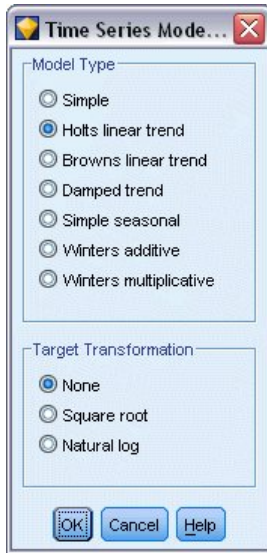 Time Series Mode...
Model Type
Simple
Holts linear trend
Browns linear trend
Damped trend
Simple seasonal
Winters additive
Winters multiplicative
Target Transformation
None
Square root
Natural log
OK Cancel Help